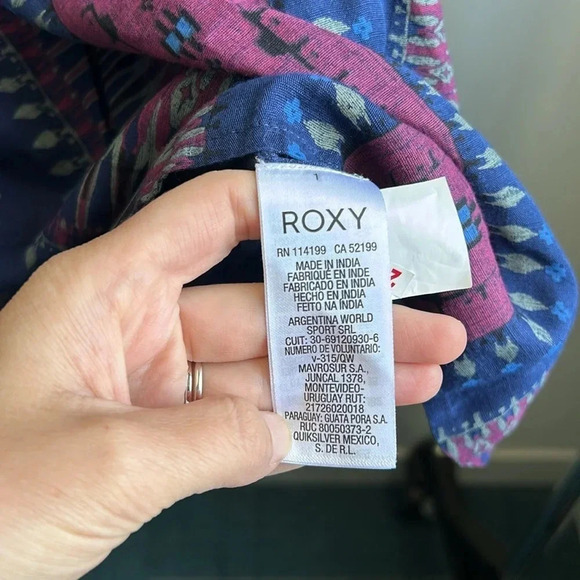 1
ROXY
RN 114199 CA 52199
MADE IN INDIA
FABRIQUÉ EN INDE
FABRICADO EN INDIA
HECHO EN INDIA
FEITO NA ÍNDIA
ARGENTINA WORLD
SPORT SRL
CUIT: 30-69120930-6
NUMERO DE VOLUNTARIO:
v-315/QW
MAVROSUR S.A.,
JUNCAL 1378,
MONTEVIDEO-
URUGUAY RUT:
21726020018
PARAGUAY: GUATA PORA S.A.
RUC 80050373-2
QUIKSILVER MEXICO,
S. DE R.L.